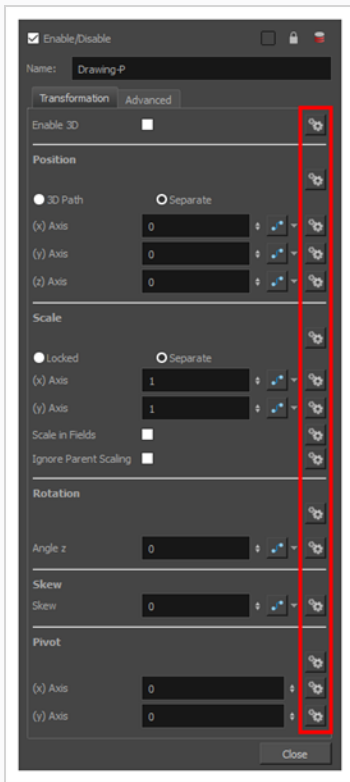 Enable/Disable
Name: Drawing-P
Transformation Advanced
Enable 3D
Position
3D Path Separate
(x) Axis 0
(y) Axis 0
(z) Axis 0
Scale
Locked Separate
(x) Axis 1
(y) Axis 1
Scale in Fields
Ignore Parent Scaling
Rotation
Angle z 0
Skew
Skew 0
Pivot
(x) Axis 0
(y) Axis 0
Close